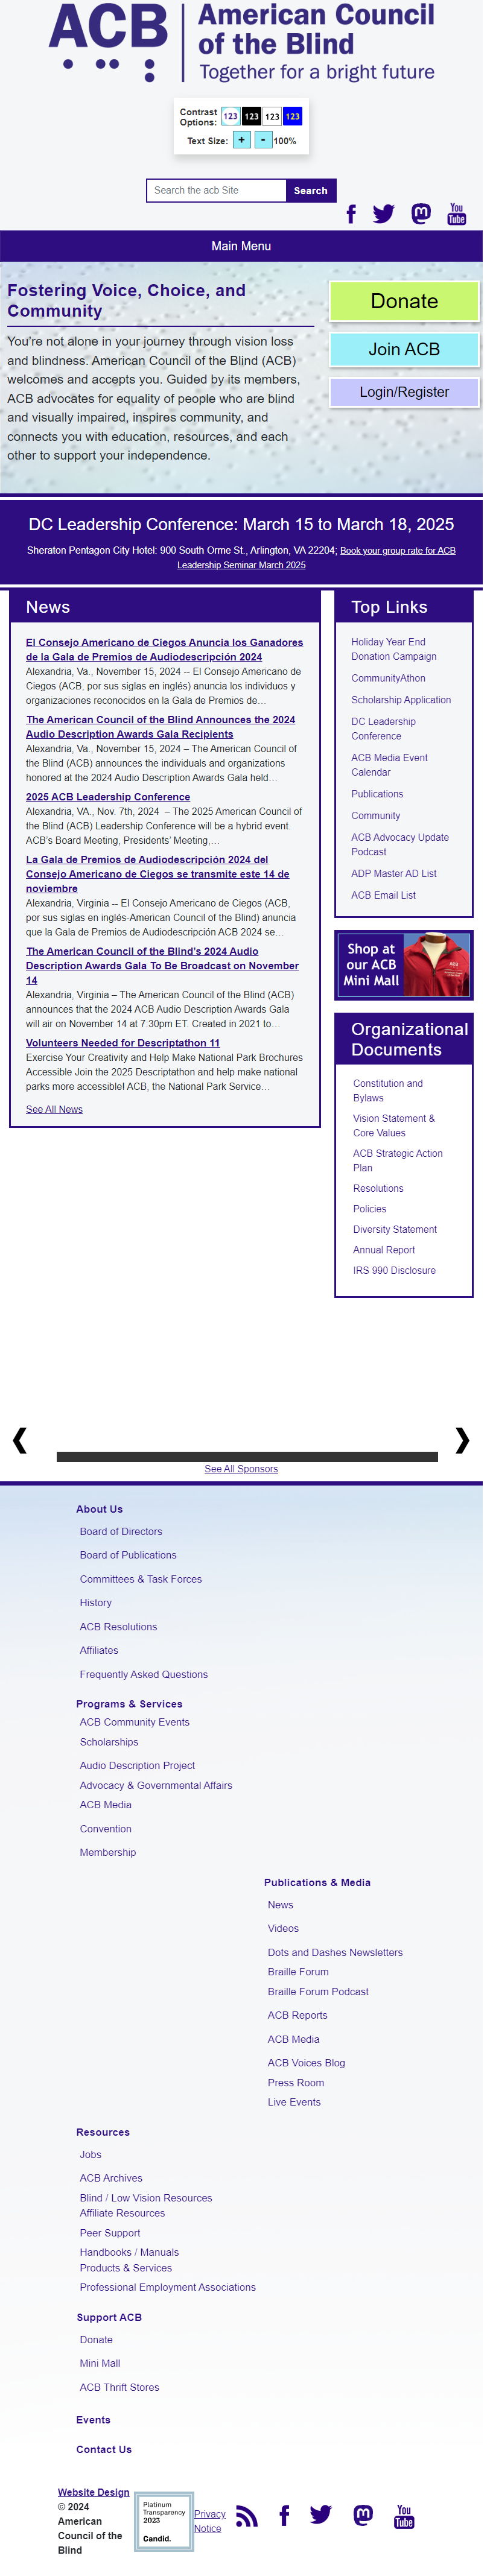 ACB American Council
of the Blind
Together for a bright future
Contrast
Options:
123 123 123 123
Text Size: + - 100%
Search the acb Site Search
You
Tube
Main Menu
Fostering Voice, Choice, and
Community
You're not alone in your journey through vision loss
and blindness. American Council of the Blind (ACB)
welcomes and accepts you. Guided by its members,
ACB advocates for equality of people who are blind
and visually impaired, inspires community, and
connects you with education, resources, and each
other to support your independence.
Donate
Join ACB
Login/Register
DC Leadership Conference: March 15 to March 18, 2025
Sheraton Pentagon City Hotel: 900 South Orme St., Arlington, VA 22204; Book your group rate for ACB
Leadership Seminar March 2025
News
El Consejo Americano de Ciegos Anuncia los Ganadores
de la Gala de Premios de Audiodescripción 2024
Alexandria, Va., November 15, 2024 -- El Consejo Americano de
Ciegos (ACB, por sus siglas en inglés) anuncia los individuos y
organizaciones reconocidos en la Gala de Premios de…
The American Council of the Blind Announces the 2024
Audio Description Awards Gala Recipients
Alexandria, Va., November 15, 2024 – The American Council of
the Blind (ACB) announces the individuals and organizations
honored at the 2024 Audio Description Awards Gala held…
2025 ACB Leadership Conference
Alexandria, VA., Nov. 7th, 2024 – The 2025 American Council of
the Blind (ACB) Leadership Conference will be a hybrid event.
ACB's Board Meeting, Presidents' Meeting,…
La Gala de Premios de Audiodescripción 2024 del
Consejo Americano de Ciegos se transmite este 14 de
noviembre
Alexandria, Virginia -- El Consejo Americano de Ciegos (ACB,
por sus siglas en inglés-American Council of the Blind) anuncia
que la Gala de Premios de Audiodescripción ACB 2024 se…
The American Council of the Blind's 2024 Audio
Description Awards Gala To Be Broadcast on November
14
Alexandria, Virginia – The American Council of the Blind (ACB)
announces that the 2024 ACB Audio Description Awards Gala
will air on November 14 at 7:30pm ET. Created in 2021 to…
Volunteers Needed for Descriptathon 11
Exercise Your Creativity and Help Make National Park Brochures
Accessible Join the 2025 Descriptathon and help make national
parks more accessible! ACB, the National Park Service…
See All News
Top Links
Holiday Year End
Donation Campaign
CommunityAthon
Scholarship Application
DC Leadership
Conference
ACB Media Event
Calendar
Publications
Community
ACB Advocacy Update
Podcast
ADP Master AD List
ACB Email List
Shop at
our ACB
Mini Mall
ACB
Organizational
Documents
Constitution and
Bylaws
Vision Statement &
Core Values
ACB Strategic Action
Plan
Resolutions
Policies
Diversity Statement
Annual Report
IRS 990 Disclosure
❮ ❯
See All Sponsors
About Us
Board of Directors
Board of Publications
Committees & Task Forces
History
ACB Resolutions
Affiliates
Frequently Asked Questions
Programs & Services
ACB Community Events
Scholarships
Audio Description Project
Advocacy & Governmental Affairs
ACB Media
Convention
Membership
Publications & Media
News
Videos
Dots and Dashes Newsletters
Braille Forum
Braille Forum Podcast
ACB Reports
ACB Media
ACB Voices Blog
Press Room
Live Events
Resources
Jobs
ACB Archives
Blind / Low Vision Resources
Affiliate Resources
Peer Support
Handbooks / Manuals
Products & Services
Professional Employment Associations
Support ACB
Donate
Mini Mall
ACB Thrift Stores
Events
Contact Us
Website Design
© 2024
American
Council of the
Blind
Platinum
Transparency
2023
Candid.
Privacy
Notice
You
Tube